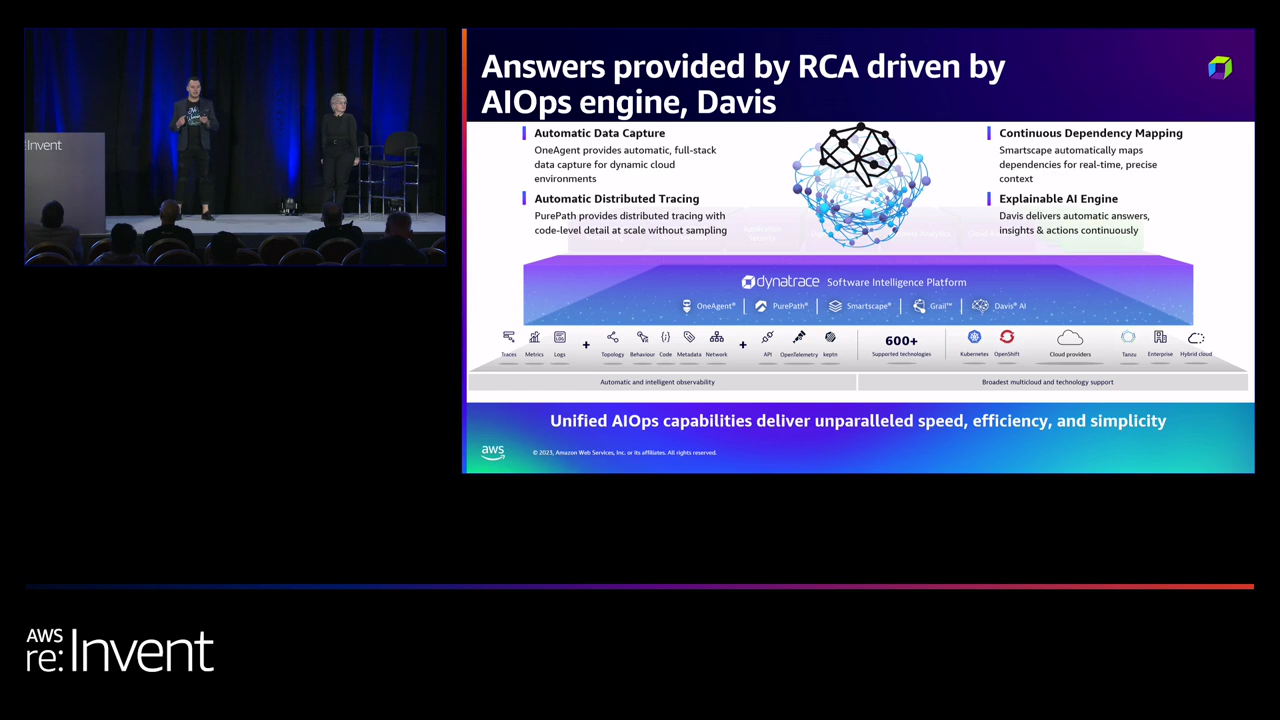 Invent
Answers provided by RCA driven by
AIOps engine, Davis
Automatic Data Capture
OneAgent provides automatic, full-stack
data capture for dynamic cloud
environments
Automatic Distributed Tracing
PurePath provides distributed tracing with
code-level detail at scale without sampling
Continuous Dependency Mapping
Smartscape automatically maps
dependencies for real-time, precise
context
Explainable AI Engine
Davis delivers automatic answers,
insights & actions continuously
dynatrace Software Intelligence Platform
OneAgent® PurePath® Smartscape® Grail™ Davis® AI
Traces Metrics Logs + Topology Behaviour Code Metadata Network + API OpenTelemetry keptn
600+
Supported technologies
Kubernetes OpenShift Cloud providers Tanzu Enterprise Hybrid cloud
Automatic and intelligent observability
Broadest multicloud and technology support
Unified AIOps capabilities deliver unparalleled speed, efficiency, and simplicity
aws
© 2023, Amazon Web Services, Inc. or its affiliates. All rights reserved.
AWS
re:Invent